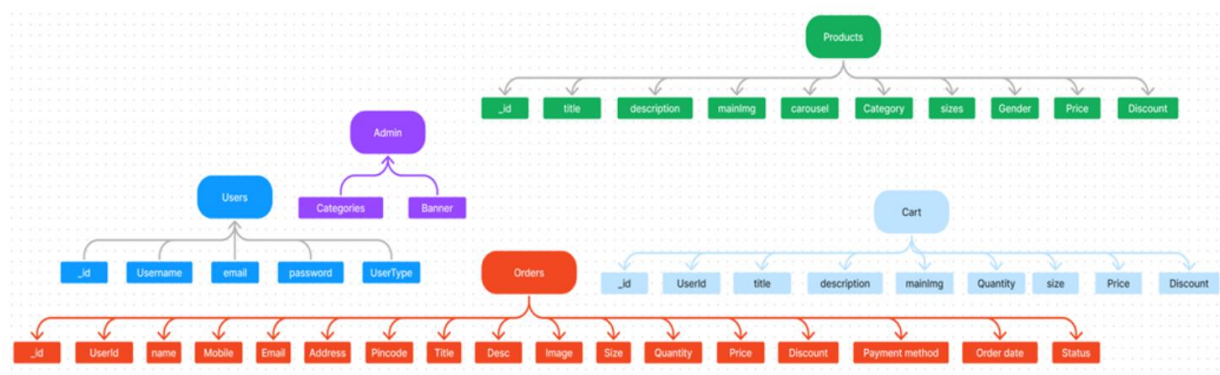 Products
_id title description mainImg carousel Category sizes Gender Price Discount
Admin
Categories Banner
Users
_id Username email password UserType
Cart
_id UserId title description mainImg Quantity size Price Discount
Orders
_id UserId name Mobile Email Address Pincode Title Desc Image Size Quantity Price Discount Payment method Order date Status